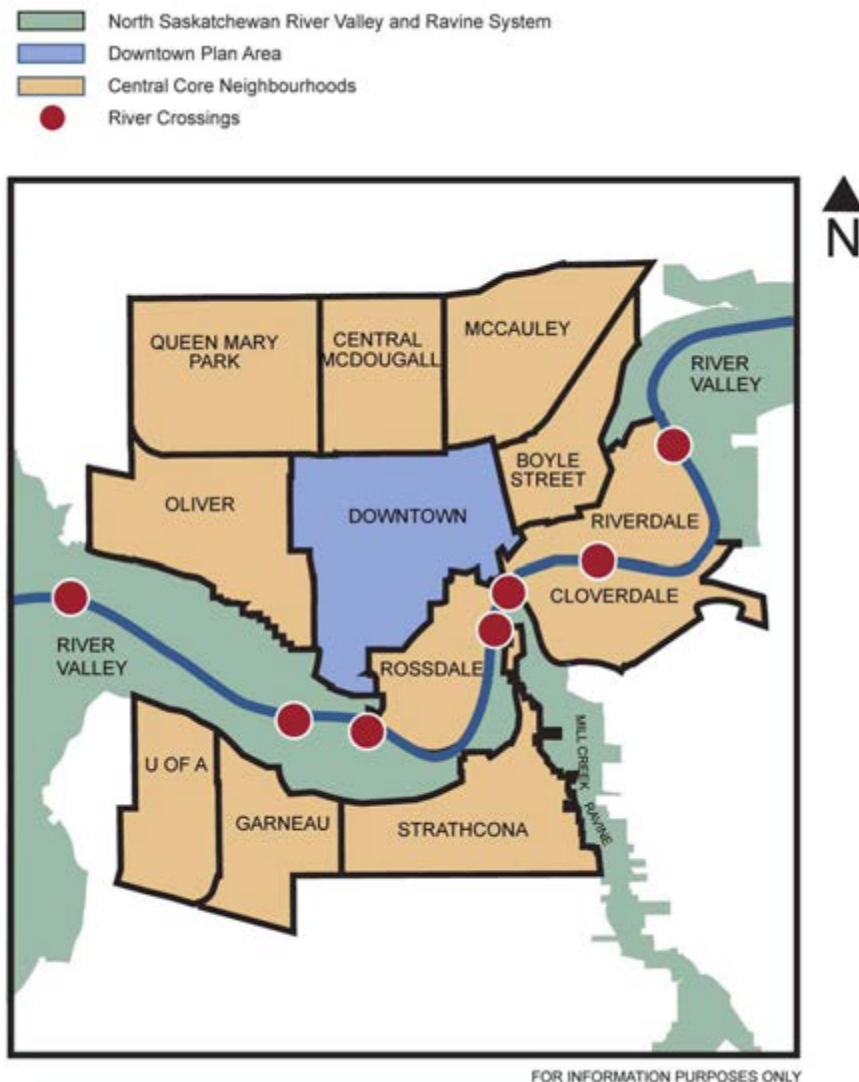 North Saskatchewan River Valley and Ravine System
Downtown Plan Area
Central Core Neighbourhoods
River Crossings
N
MCCAULEY
QUEEN MARY
PARK
CENTRAL
MCDOUGALL
RIVER
VALLEY
BOYLE
STREET
OLIVER
DOWNTOWN
RIVERDALE
CLOVERDALE
RIVER
VALLEY
ROSSDALE
MILL CREEK RAVINE
U OF A
GARNEAU
STRATHCONA
FOR INFORMATION PURPOSES ONLY